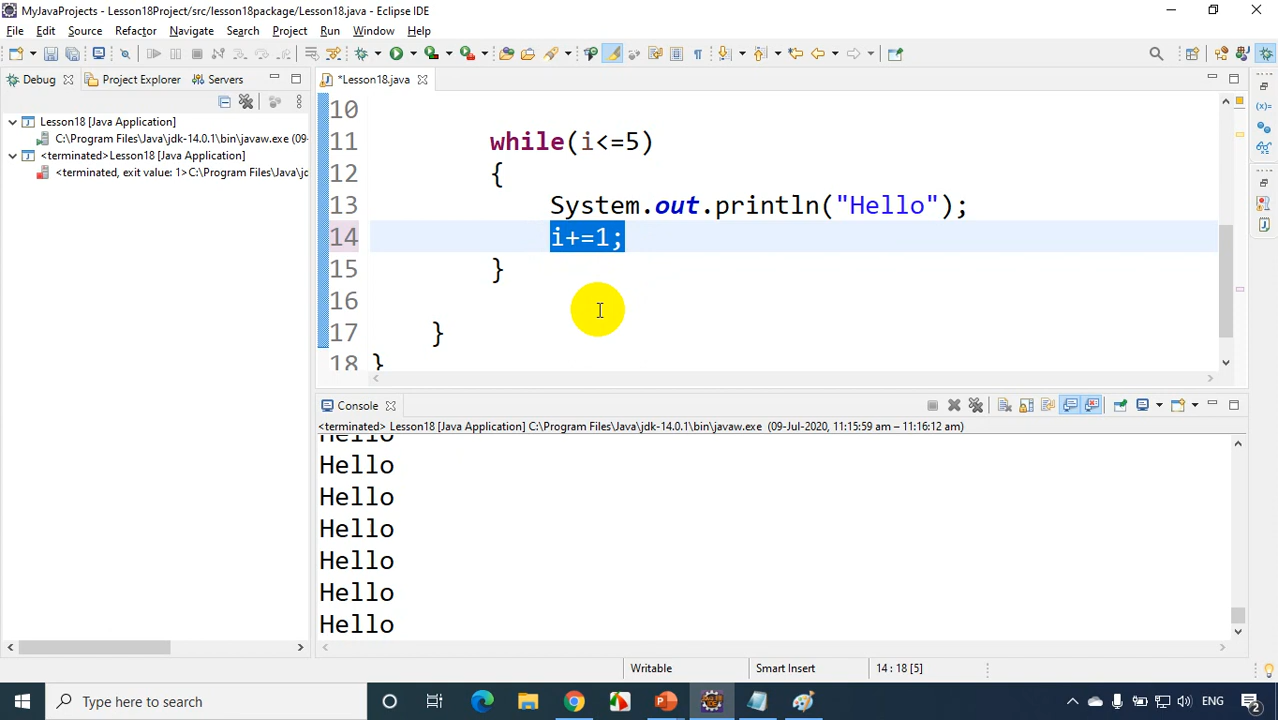 MyJavaProjects - Lesson18Project/src/lesson18package/Lesson18.java - Eclipse IDE
File Edit Source Refactor Navigate Search Project Run Window Help
Debug Project Explorer Servers
*Lesson18.java
Lesson18 [Java Application]
C:\Program Files\Java\jdk-14.0.1\bin\javaw.exe (09-
<terminated>Lesson18 [Java Application]
<terminated, exit value: 1>C:\Program Files\Java\jdk
10
11 while(i<=5)
12 {
13 System.out.println("Hello");
14 i+=1;
15 }
16
17 }
18 }
Console
<terminated> Lesson18 [Java Application] C:\Program Files\Java\jdk-14.0.1\bin\javaw.exe (09-Jul-2020, 11:15:59 am – 11:16:12 am)
Hello
Hello
Hello
Hello
Hello
Hello
Hello
Writable Smart Insert 14 : 18 [5]
Type here to search
ENG
2